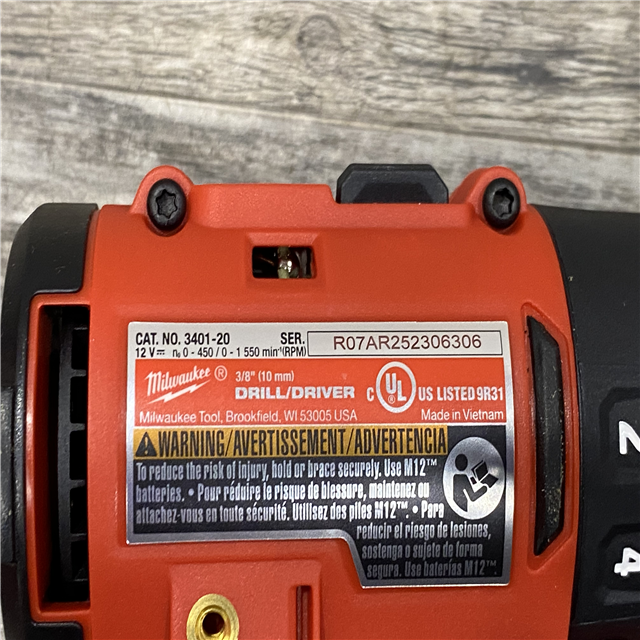 CAT. NO. 3401-20 SER. R07AR252306306
12 V⎓ n₀ 0 - 450 / 0 - 1 550 min⁻¹(RPM)
Milwaukee ® 3/8" (10 mm)
DRILL/DRIVER C UL ® US LISTED 9R31
Milwaukee Tool, Brookfield, WI 53005 USA Made in Vietnam
WARNING/AVERTISSEMENT/ADVERTENCIA
To reduce the risk of injury, hold or brace securely. Use M12™
batteries. • Pour réduire le risque de blessure, maintenez ou
attachez-vous en toute sécurité. Utilisez des piles M12™. • Para
reducir el riesgo de lesiones,
sostenga o sujete de forma
segura. Use baterías M12™
2
4